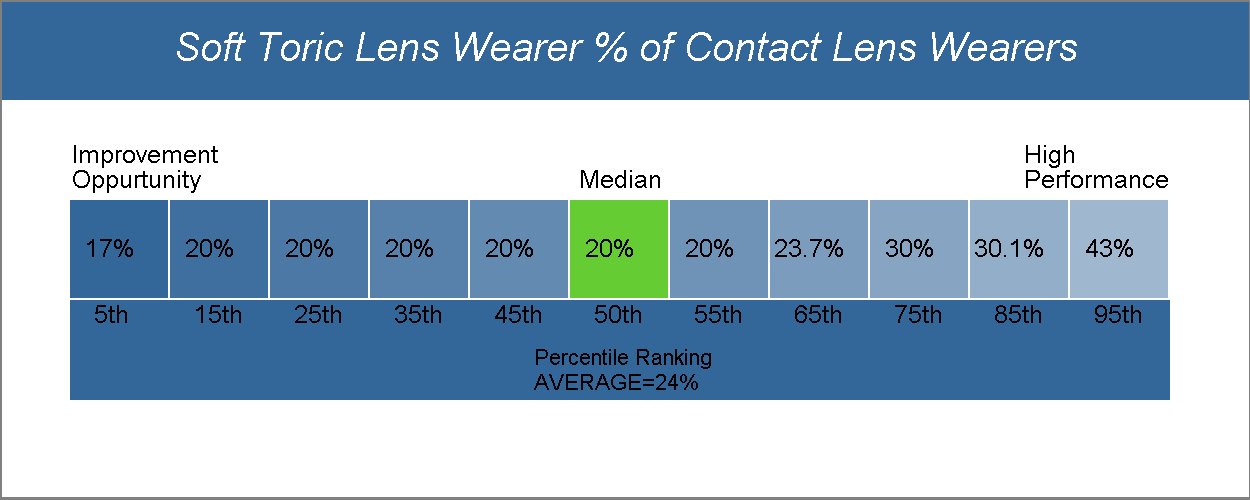 Soft Toric Lens Wearer % of Contact Lens Wearers
Improvement
Oppurtunity
Median
High
Performance
17% 20% 20% 20% 20% 20% 20% 23.7% 30% 30.1% 43%
5th 15th 25th 35th 45th 50th 55th 65th 75th 85th 95th
Percentile Ranking
AVERAGE=24%